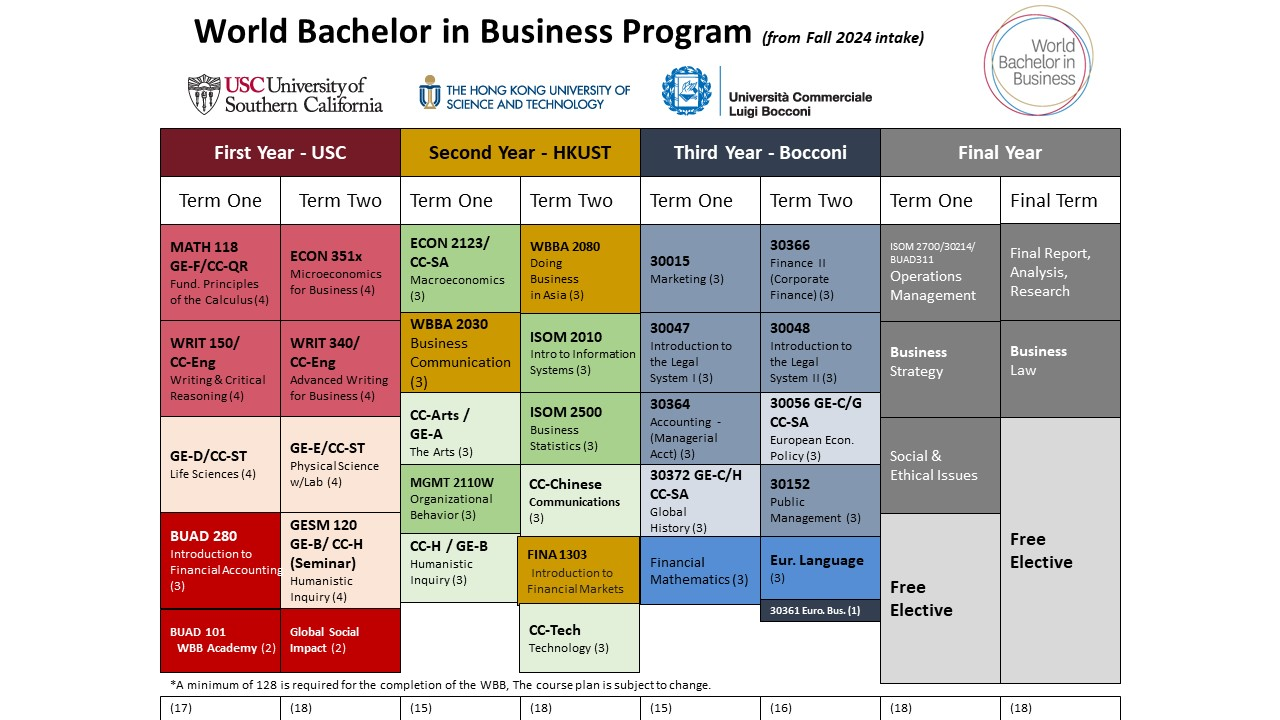 World Bachelor in Business Program (from Fall 2024 intake)
World
Bachelor in
Business
USC University of
Southern California
THE HONG KONG UNIVERSITY OF
SCIENCE AND TECHNOLOGY
Università Commerciale
Luigi Bocconi
First Year - USC
Second Year - HKUST
Third Year - Bocconi
Final Year
Term One
Term Two
Term One
Term Two
Term One
Term Two
Term One
Final Term
MATH 118
GE-F/CC-QR
Fund. Principles
of the Calculus (4)
ECON 351x
Microeconomics
for Business (4)
ECON 2123/
CC-SA
Macroeconomics
(3)
WBBA 2080
Doing
Business
in Asia (3)
30015
Marketing (3)
30366
Finance II
(Corporate
Finance) (3)
ISOM 2700/30214/
BUAD311
Operations
Management
Final Report,
Analysis,
Research
WRIT 150/
CC-Eng
Writing & Critical
Reasoning (4)
WRIT 340/
CC-Eng
Advanced Writing
for Business (4)
WBBA 2030
Business
Communication
(3)
ISOM 2010
Intro to Information
Systems (3)
30047
Introduction to
the Legal
System I (3)
30048
Introduction to
the Legal
System II (3)
Business
Strategy
Business
Law
GE-D/CC-ST
Life Sciences (4)
GE-E/CC-ST
Physical Science
w/Lab (4)
CC-Arts /
GE-A
The Arts (3)
ISOM 2500
Business
Statistics (3)
30364
Accounting -
(Managerial
Acct) (3)
30056 GE-C/G
CC-SA
European Econ.
Policy (3)
Social &
Ethical Issues
MGMT 2110W
Organizational
Behavior (3)
CC-Chinese
Communications
(3)
30372 GE-C/H
CC-SA
Global
History (3)
30152
Public
Management (3)
BUAD 280
Introduction to
Financial Accounting
(3)
GESM 120
GE-B/ CC-H
(Seminar)
Humanistic
Inquiry (4)
CC-H / GE-B
Humanistic
Inquiry (3)
FINA 1303
Introduction to
Financial Markets
Financial
Mathematics (3)
Eur. Language
(3)
30361 Euro. Bus. (1)
Free
Elective
Free
Elective
BUAD 101
WBB Academy (2)
Global Social
Impact (2)
CC-Tech
Technology (3)
*A minimum of 128 is required for the completion of the WBB, The course plan is subject to change.
(17)
(18)
(15)
(18)
(15)
(16)
(18)
(18)